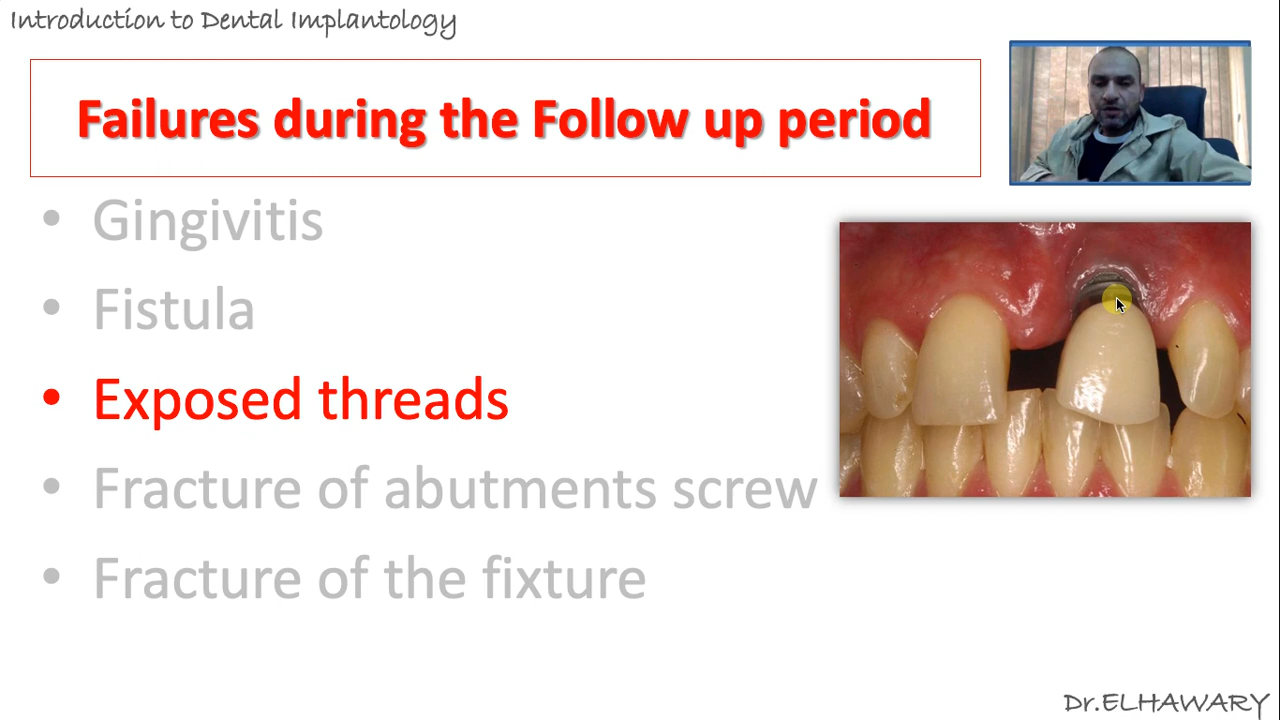 Introduction to Dental Implantology
Failures during the Follow up period
• Gingivitis
• Fistula
• Exposed threads
• Fracture of abutments screw
• Fracture of the fixture
Dr.ELHAWARY